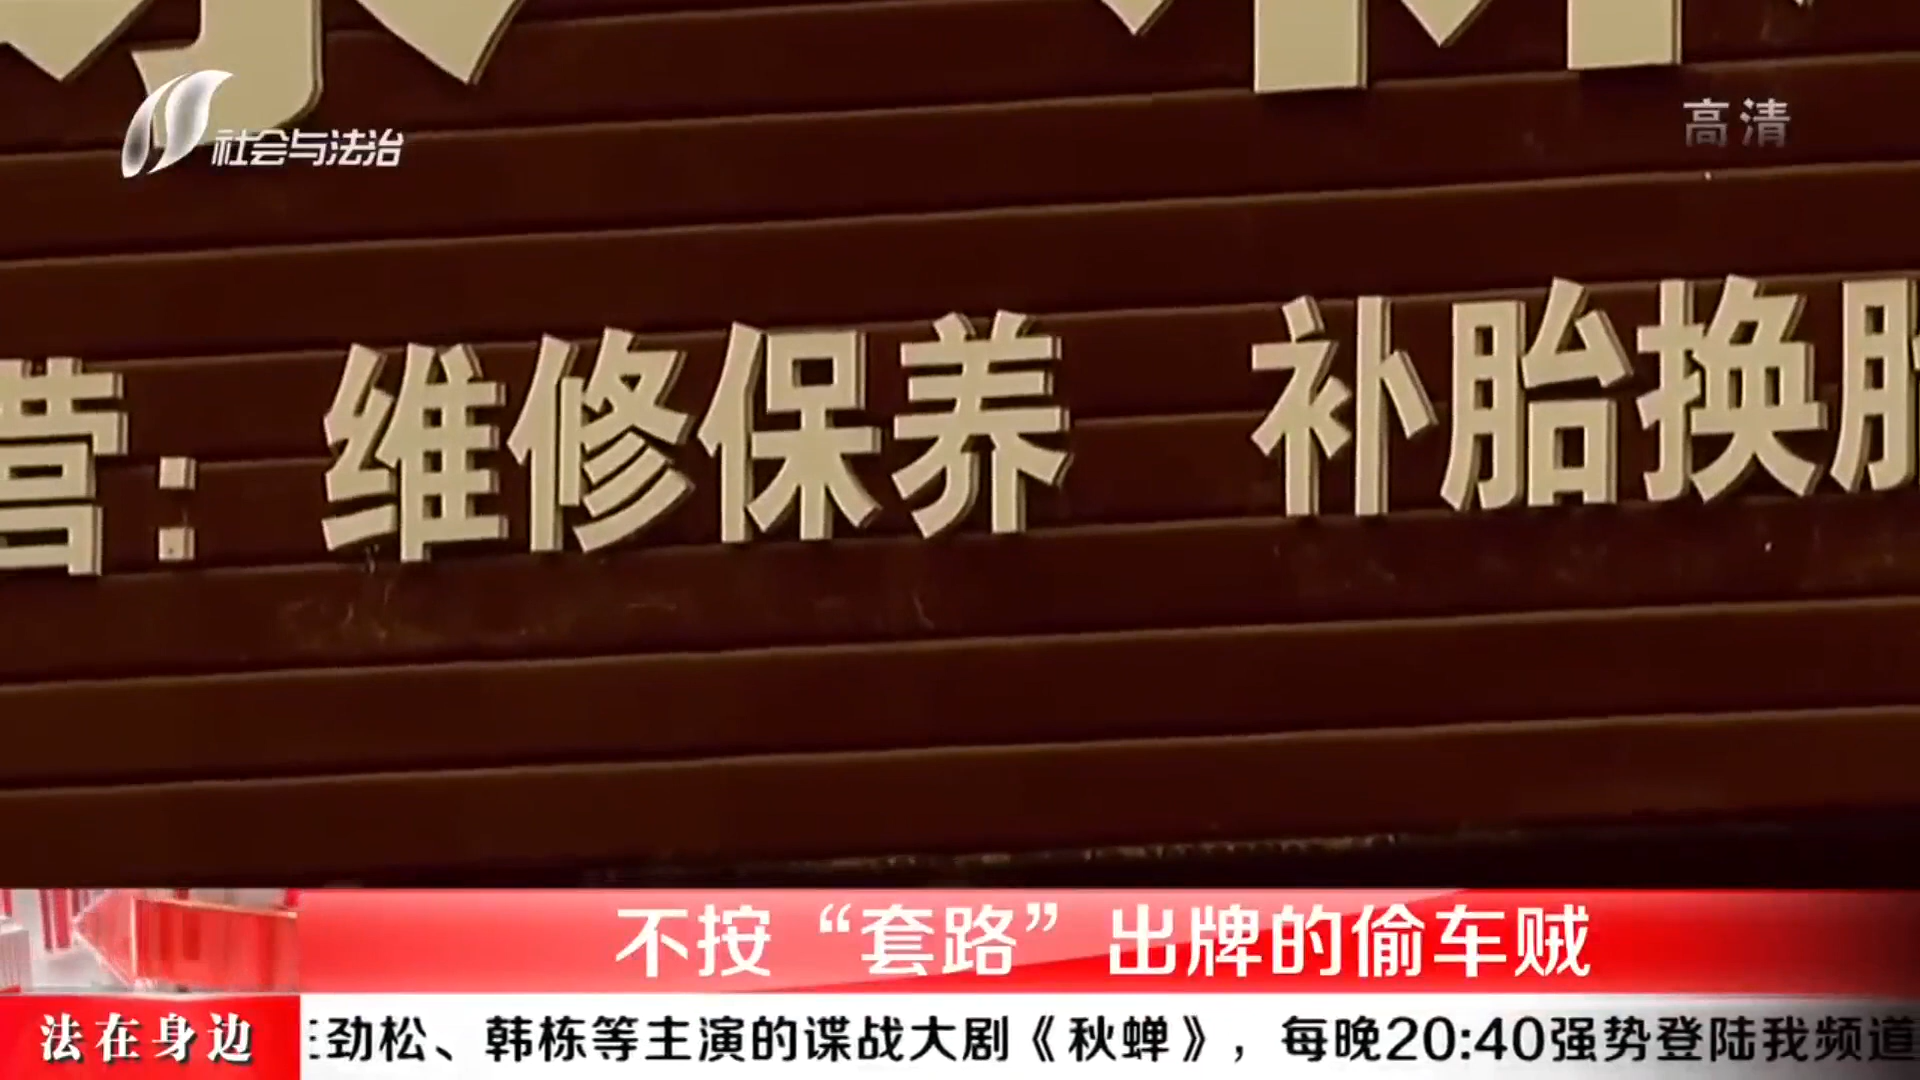 社会与法治
高清
营：维修保养 补胎换胎
不按“套路”出牌的偷车贼
法在身边
劲松、韩栋等主演的谍战大剧《秋蝉》，每晚20:40强势登陆我频道